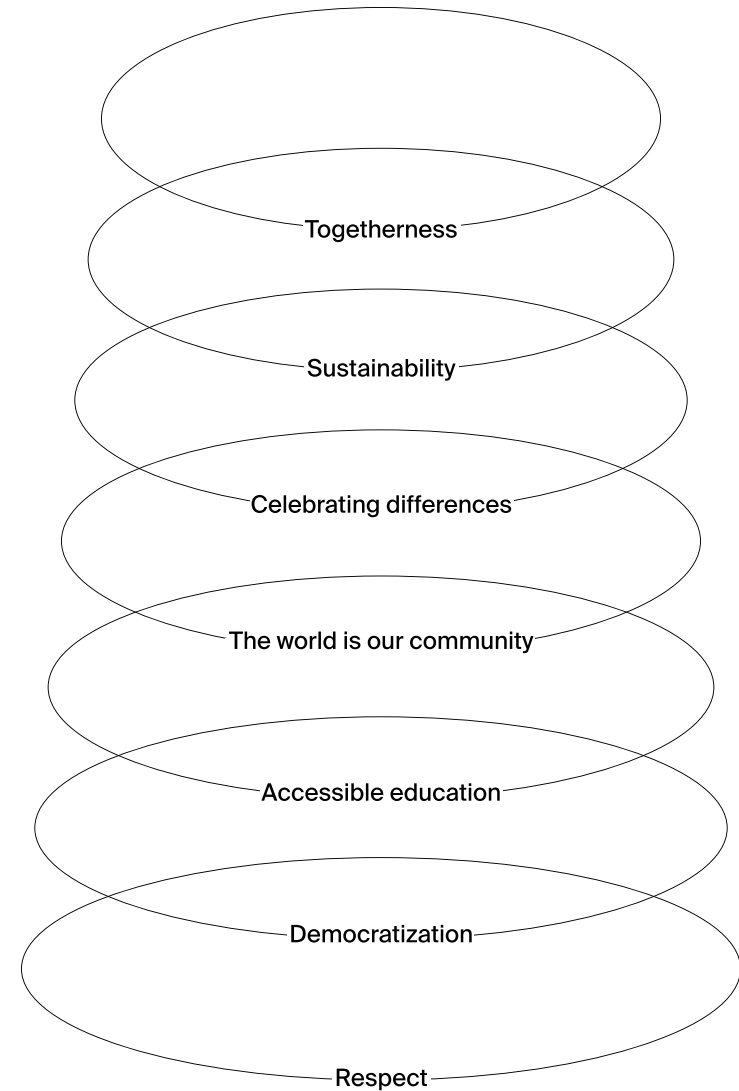 Togetherness
Sustainability
Celebrating differences
The world is our community
Accessible education
Democratization
Respect